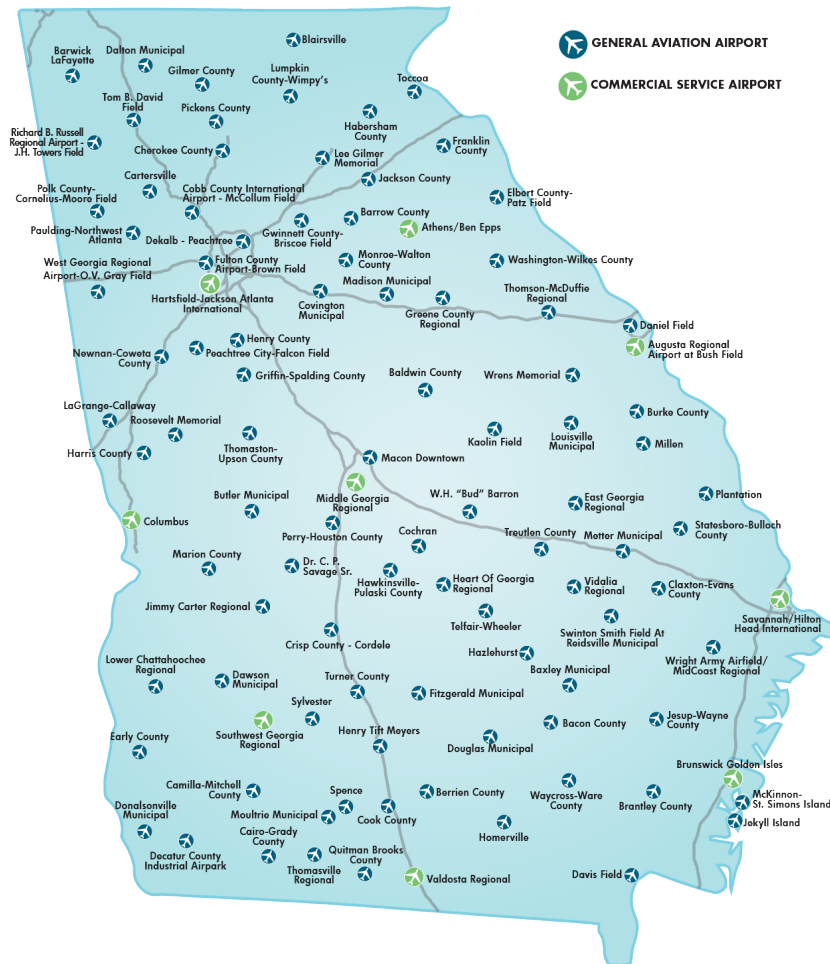 Blairsville
GENERAL AVIATION AIRPORT
Barwick
LaFayette
Dalton Municipal
Gilmer County
Lumpkin
County-Wimpy's
Toccoa
COMMERCIAL SERVICE AIRPORT
Tom B. David
Field
Pickens County
Habersham
County
Richard B. Russell
Regional Airport -
J.H. Towers Field
Cherokee County
Lee Gilmer
Memorial
Franklin
County
Cartersville
Jackson County
Polk County-
Cornelius-Moore Field
Cobb County International
Airport - McCollum Field
Elbert County-
Patz Field
Paulding-Northwest
Atlanta
Dekalb - Peachtree
Gwinnett County-
Briscoe Field
Barrow County
Athens/Ben Epps
West Georgia Regional
Airport-O.V. Gray Field
Fulton County
Airport-Brown Field
Monroe-Walton
County
Washington-Wilkes County
Hartsfield-Jackson Atlanta
International
Covington
Municipal
Madison Municipal
Greene County
Regional
Thomson-McDuffie
Regional
Daniel Field
Augusta Regional
Airport at Bush Field
Newnan-Coweta
County
Henry County
Peachtree City-Falcon Field
Griffin-Spalding County
Baldwin County
Wrens Memorial
LaGrange-Callaway
Roosevelt Memorial
Burke County
Harris County
Thomaston-
Upson County
Kaolin Field
Louisville
Municipal
Millen
Macon Downtown
Middle Georgia
Regional
Butler Municipal
W.H. “Bud” Barron
East Georgia
Regional
Plantation
Columbus
Perry-Houston County
Cochran
Treutlen County
Metter Municipal
Statesboro-Bulloch
County
Marion County
Dr. C. P.
Savage Sr.
Hawkinsville-
Pulaski County
Heart Of Georgia
Regional
Vidalia
Regional
Claxton-Evans
County
Jimmy Carter Regional
Telfair-Wheeler
Swinton Smith Field At
Reidsville Municipal
Savannah/Hilton
Head International
Crisp County - Cordele
Hazlehurst
Wright Army Airfield/
MidCoast Regional
Lower Chattahoochee
Regional
Dawson
Municipal
Turner County
Fitzgerald Municipal
Baxley Municipal
Sylvester
Southwest Georgia
Regional
Henry Tift Meyers
Douglas Municipal
Bacon County
Jesup-Wayne
County
Early County
Brunswick Goldon Isles
Camilla-Mitchell
County
Spence
Berrien County
Waycross-Ware
County
Brantley County
McKinnon-
St. Simons Island
Donalsonville
Municipal
Moultrie Municipal
Cook County
Homerville
Jekyll Island
Decatur County
Industrial Airpark
Cairo-Grady
County
Thomasville
Regional
Quitman Brooks
County
Valdosta Regional
Davis Field